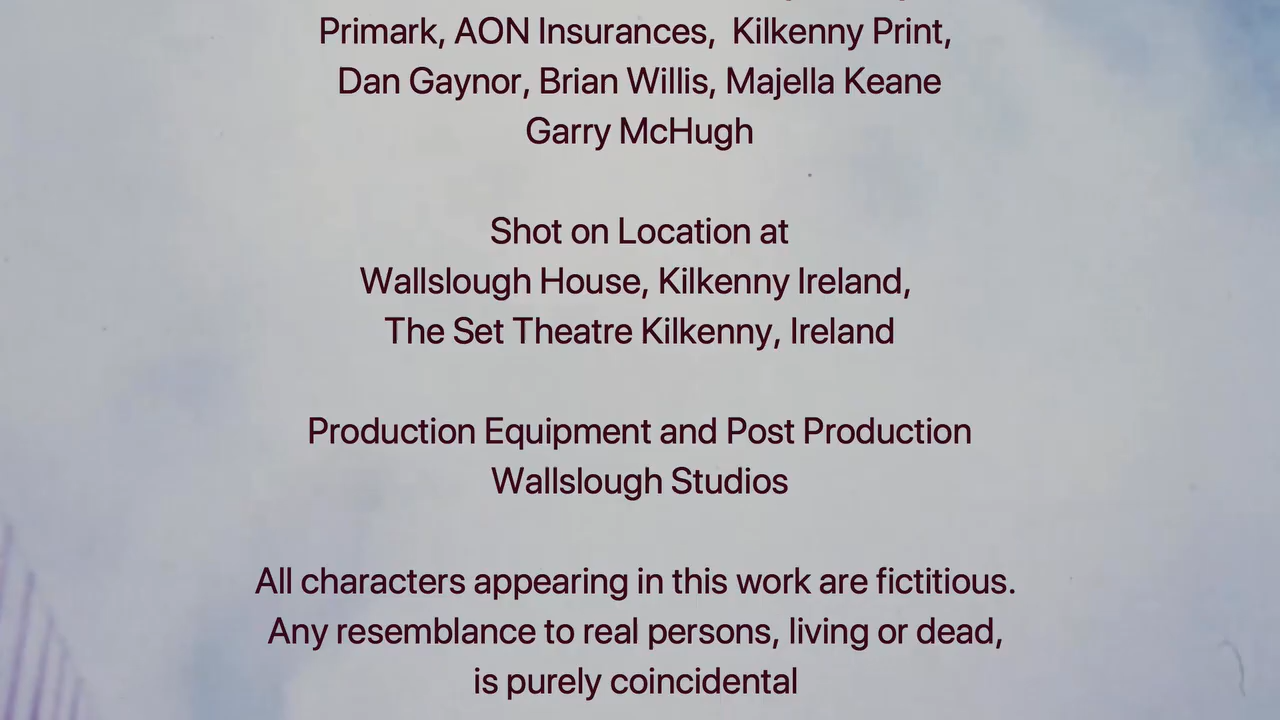 Primark, AON Insurances, Kilkenny Print,
Dan Gaynor, Brian Willis, Majella Keane
Garry McHugh
Shot on Location at
Wallslough House, Kilkenny Ireland,
The Set Theatre Kilkenny, Ireland
Production Equipment and Post Production
Wallslough Studios
All characters appearing in this work are fictitious.
Any resemblance to real persons, living or dead,
is purely coincidental